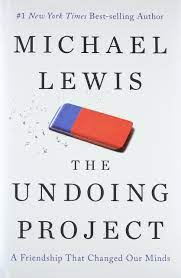 #1 New York Times Best-selling Author
MICHAEL
LEWIS
THE
UNDOING
PROJECT
A Friendship That Changed Our Minds